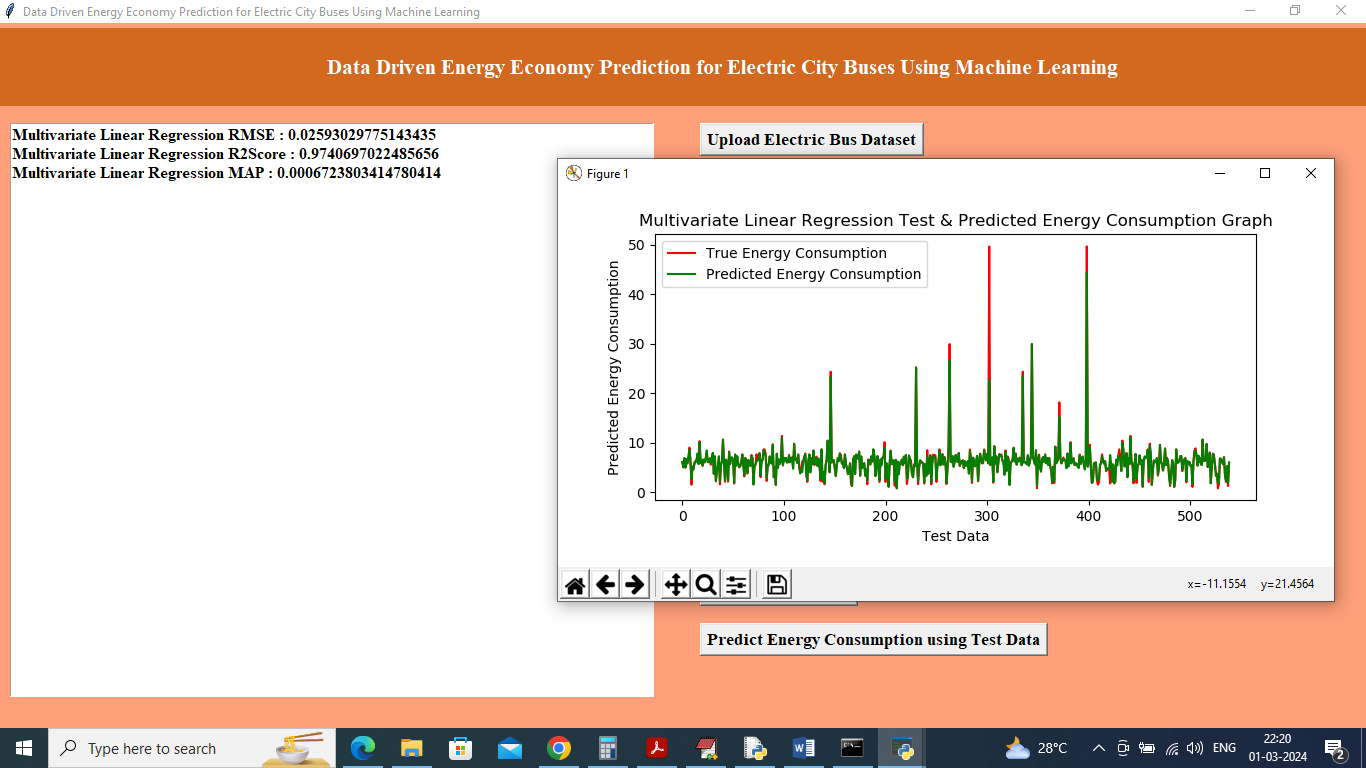 Data Driven Energy Economy Prediction for Electric City Buses Using Machine Learning
Data Driven Energy Economy Prediction for Electric City Buses Using Machine Learning
Multivariate Linear Regression RMSE : 0.02593029775143435
Multivariate Linear Regression R2Score : 0.9740697022485656
Multivariate Linear Regression MAP : 0.0006723803414780414
Upload Electric Bus Dataset
Figure 1
Multivariate Linear Regression Test & Predicted Energy Consumption Graph
True Energy Consumption
Predicted Energy Consumption
Predicted Energy Consumption
50
40
30
20
10
0
0 100 200 300 400 500
Test Data
x=-11.1554 y=21.4564
Predict Energy Consumption using Test Data
Type here to search
28°C
ENG
22:20
01-03-2024
2